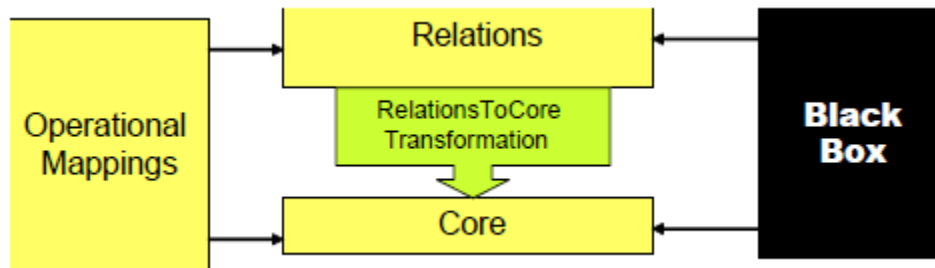 Relations
RelationsToCore
Transformation
Operational
Mappings
Black
Box
Core